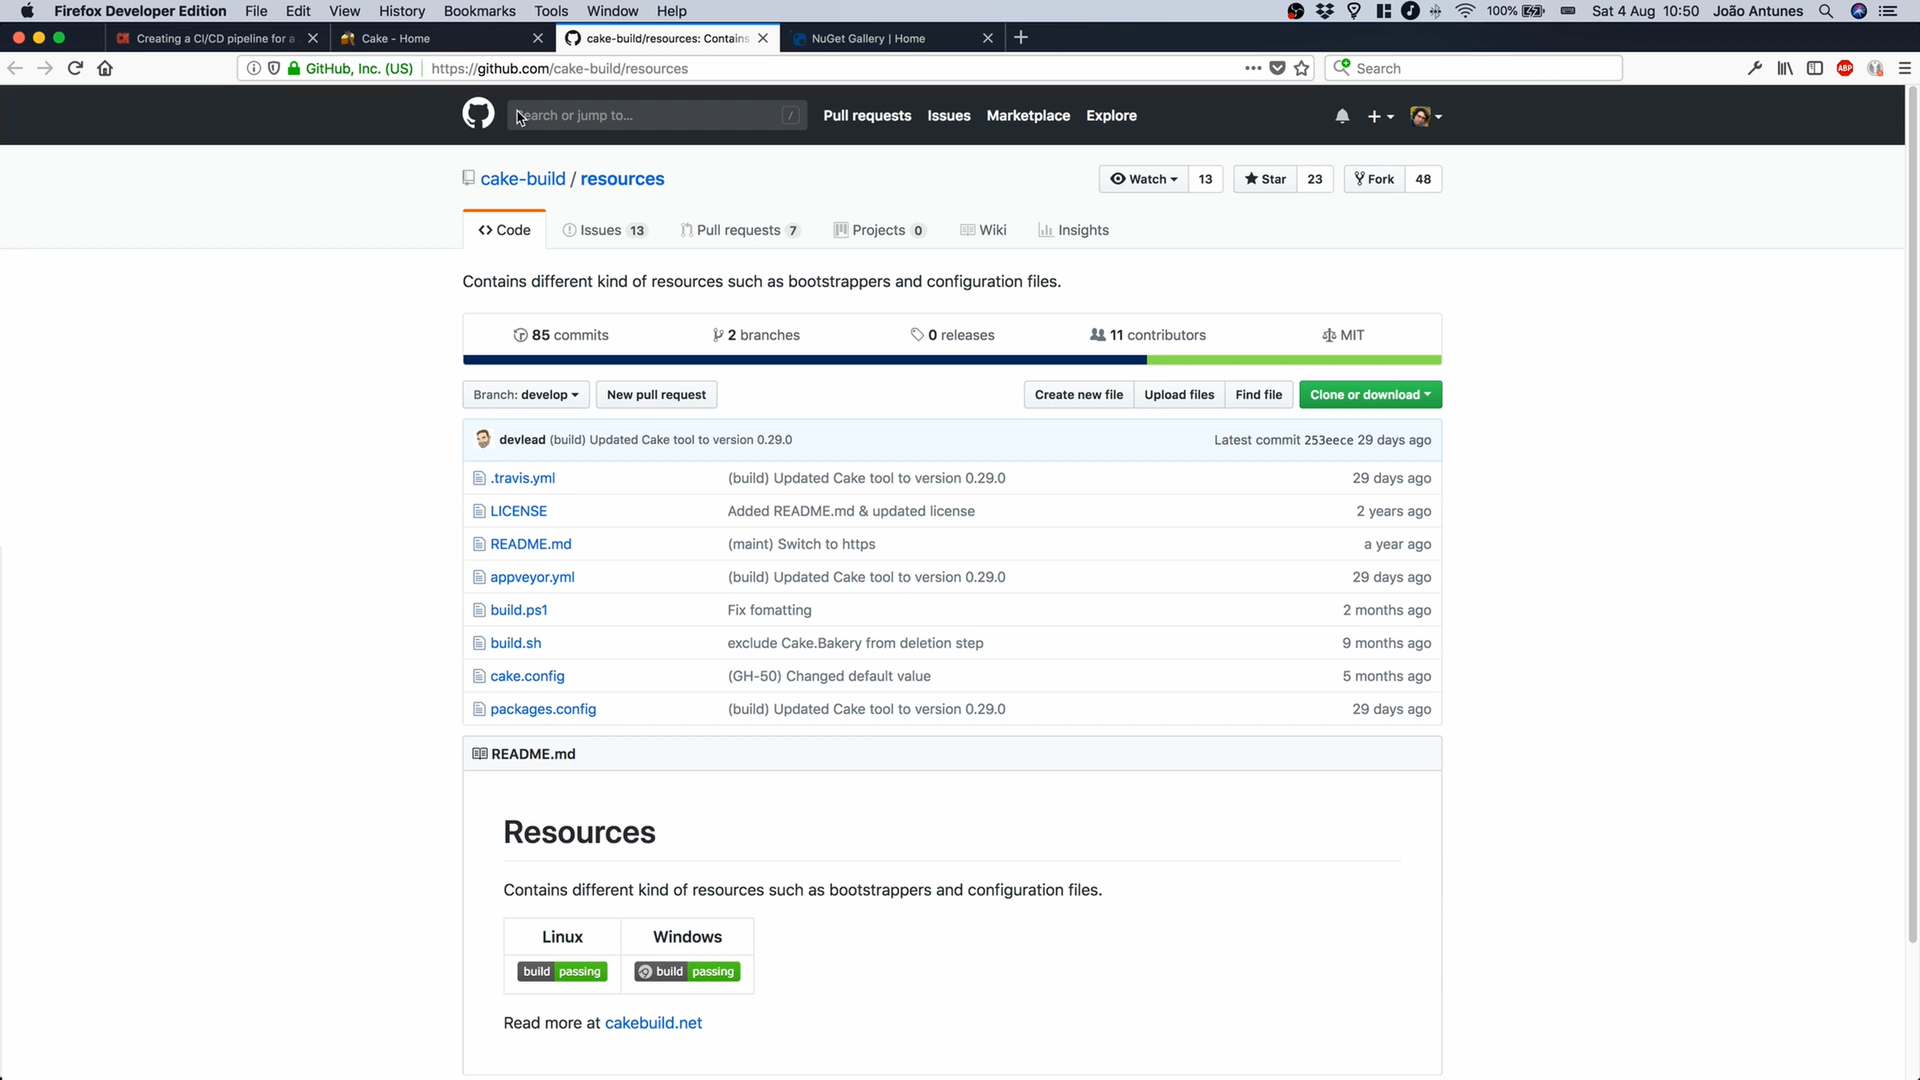 Firefox Developer Edition File Edit View History Bookmarks Tools Window Help 100% Sat 4 Aug 10:50 João Antunes
Creating a CI/CD pipeline for a Cake - Home cake-build/resources: Contains NuGet Gallery | Home
GitHub, Inc. (US) https://github.com/cake-build/resources Search ABP
Search or jump to... / Pull requests Issues Marketplace Explore
cake-build / resources Watch 13 Star 23 Fork 48
Code Issues 13 Pull requests 7 Projects 0 Wiki Insights
Contains different kind of resources such as bootstrappers and configuration files.
85 commits 2 branches 0 releases 11 contributors MIT
Branch: develop New pull request Create new file Upload files Find file Clone or download
devlead (build) Updated Cake tool to version 0.29.0 Latest commit 253eece 29 days ago
.travis.yml (build) Updated Cake tool to version 0.29.0 29 days ago
LICENSE Added README.md & updated license 2 years ago
README.md (maint) Switch to https a year ago
appveyor.yml (build) Updated Cake tool to version 0.29.0 29 days ago
build.ps1 Fix fomatting 2 months ago
build.sh exclude Cake.Bakery from deletion step 9 months ago
cake.config (GH-50) Changed default value 5 months ago
packages.config (build) Updated Cake tool to version 0.29.0 29 days ago
README.md
Resources
Contains different kind of resources such as bootstrappers and configuration files.
Linux Windows
build passing build passing
Read more at cakebuild.net